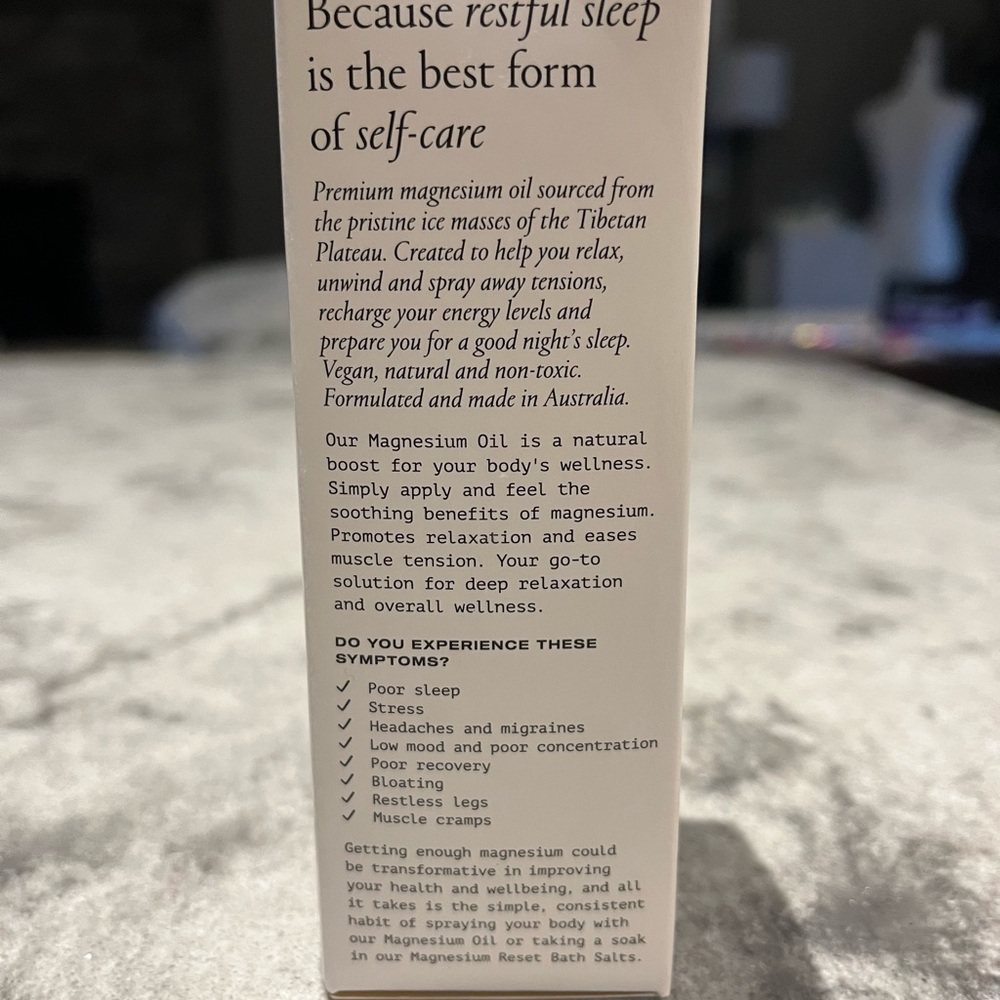 Because restful sleep
is the best form
of self-care
Premium magnesium oil sourced from
the pristine ice masses of the Tibetan
Plateau. Created to help you relax,
unwind and spray away tensions,
recharge your energy levels and
prepare you for a good night's sleep.
Vegan, natural and non-toxic.
Formulated and made in Australia.
Our Magnesium Oil is a natural
boost for your body's wellness.
Simply apply and feel the
soothing benefits of magnesium.
Promotes relaxation and eases
muscle tension. Your go-to
solution for deep relaxation
and overall wellness.
DO YOU EXPERIENCE THESE
SYMPTOMS?
✓ Poor sleep
✓ Stress
✓ Headaches and migraines
✓ Low mood and poor concentration
✓ Poor recovery
✓ Bloating
✓ Restless legs
✓ Muscle cramps
Getting enough magnesium could
be transformative in improving
your health and wellbeing, and all
it takes is the simple, consistent
habit of spraying your body with
our Magnesium Oil or taking a soak
in our Magnesium Reset Bath Salts.